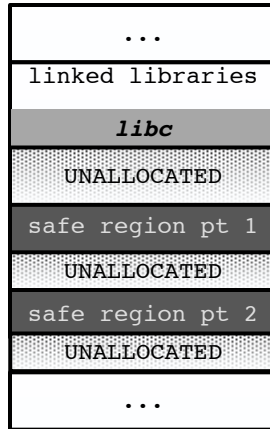 ...
linked libraries
libc
UNALLOCATED
safe region pt 1
UNALLOCATED
safe region pt 2
UNALLOCATED
...